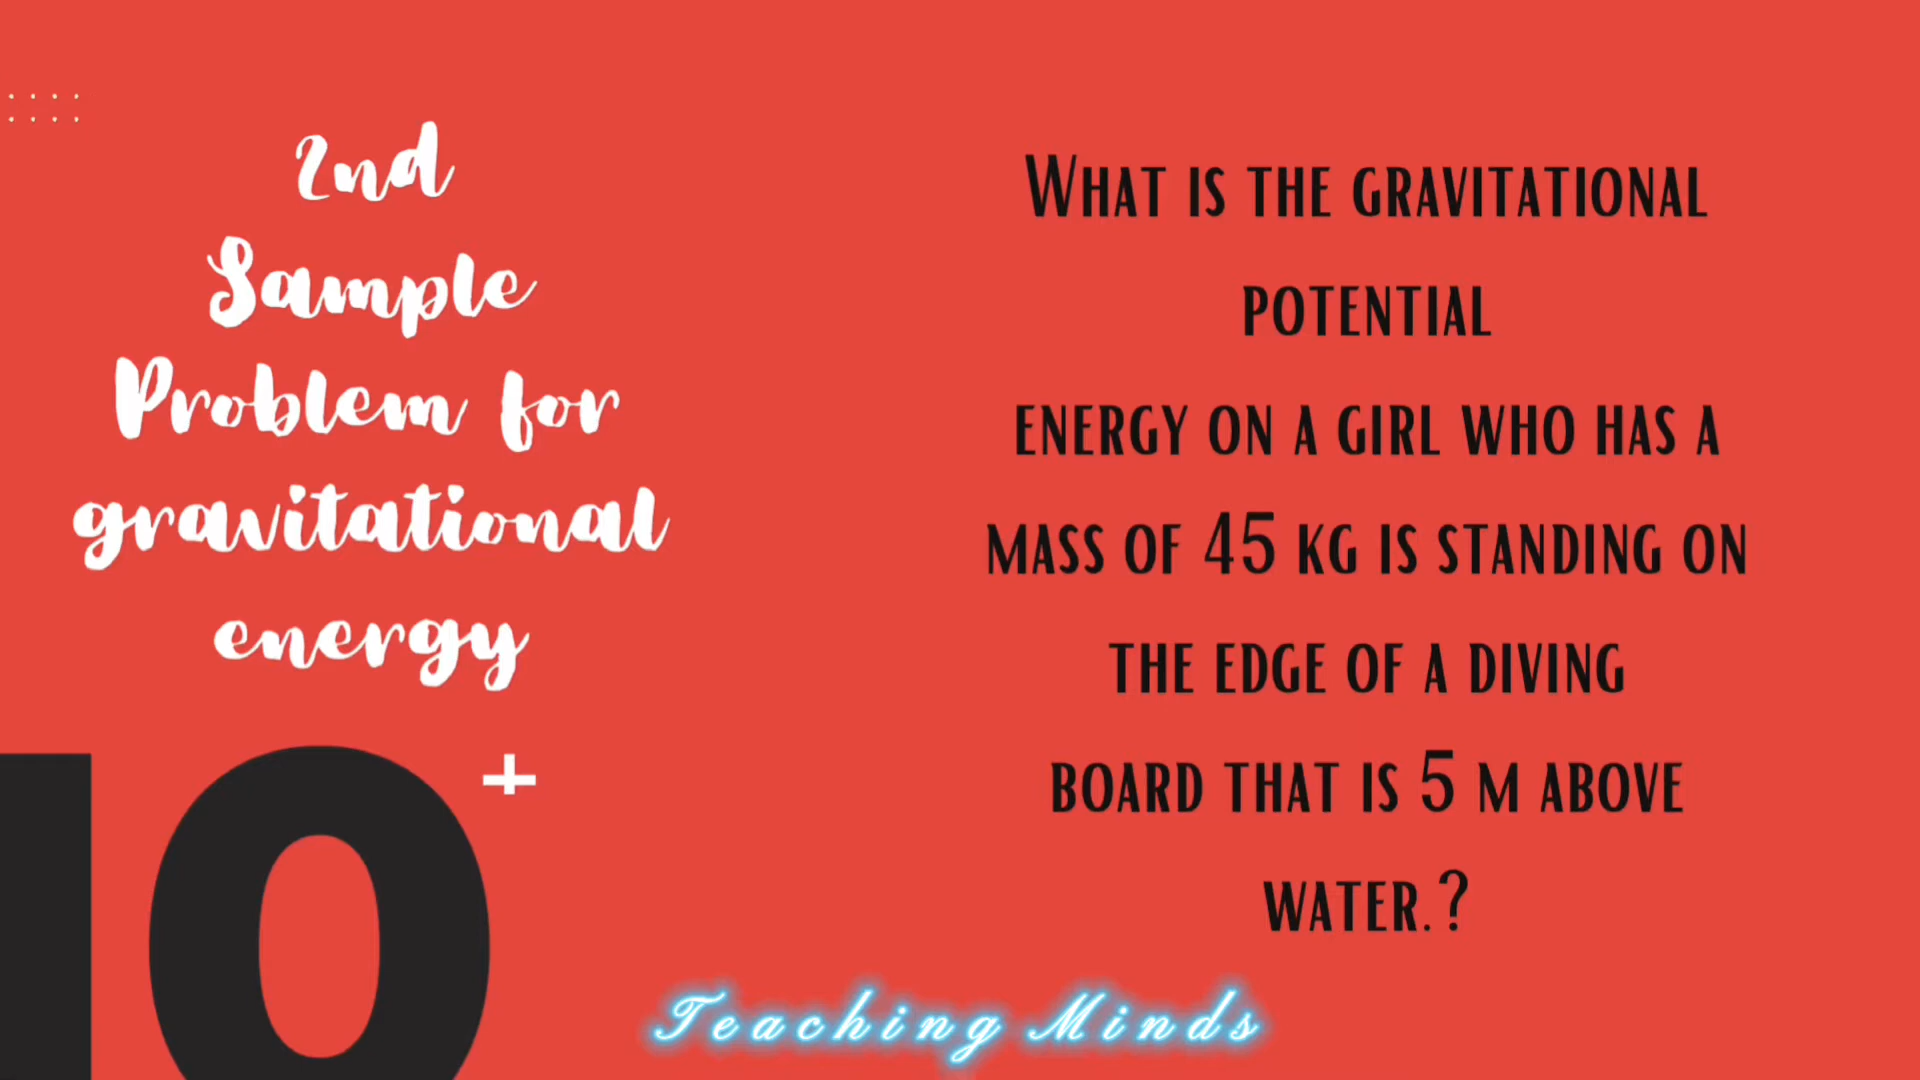 2nd
Sample
Problem for
gravitational
energy
10
+
What is the gravitational
potential
energy on a girl who has a
mass of 45 kg is standing on
the edge of a diving
board that is 5 m above
water.?
Teaching Minds